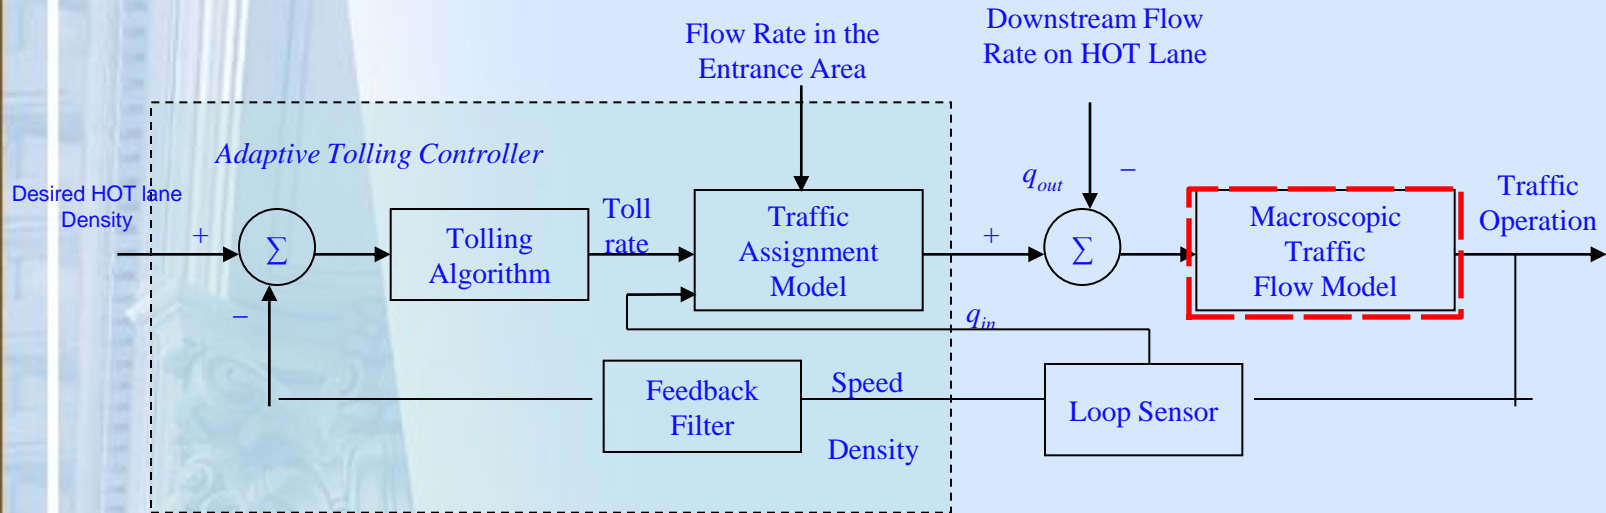 Flow Rate in the
Entrance Area
Downstream Flow
Rate on HOT Lane
Adaptive Tolling Controller
Desired HOT lane
Density
+
∑
−
Tolling
Algorithm
Toll
rate
Traffic
Assignment
Model
q_out
−
+
∑
Macroscopic
Traffic
Flow Model
Traffic
Operation
q_in
Feedback
Filter
Speed
Density
Loop Sensor